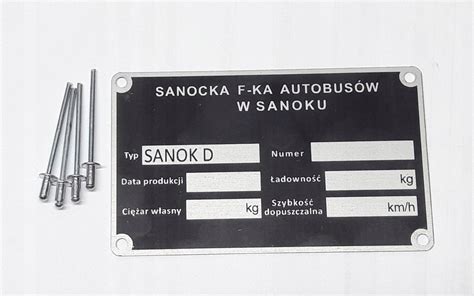 SANOCKA F-KA AUTOBUSÓW
W SANOKU
Typ SANOK D Numer
Data produkcji Ładowność kg
Ciężar własny kg Szybkość dopuszczalna km/h